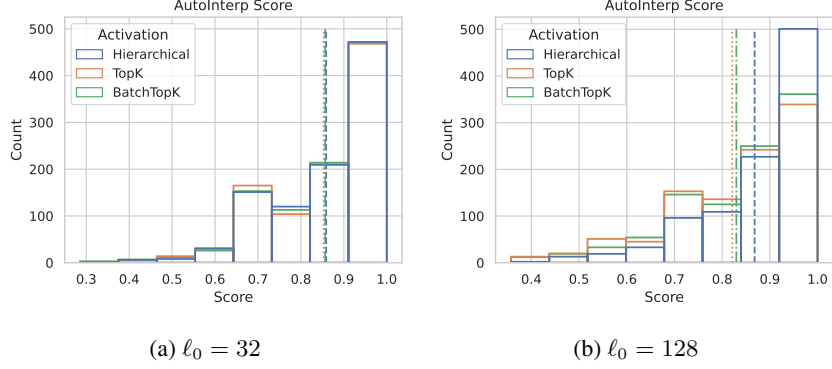 AutoInterp Score
500
400
300
200
100
0
Count
Activation
Hierarchical
TopK
BatchTopK
0.3 0.4 0.5 0.6 0.7 0.8 0.9 1.0
Score
(a) ℓ₀ = 32
AutoInterp Score
500
400
300
200
100
0
Count
Activation
Hierarchical
TopK
BatchTopK
0.4 0.5 0.6 0.7 0.8 0.9 1.0
Score
(b) ℓ₀ = 128